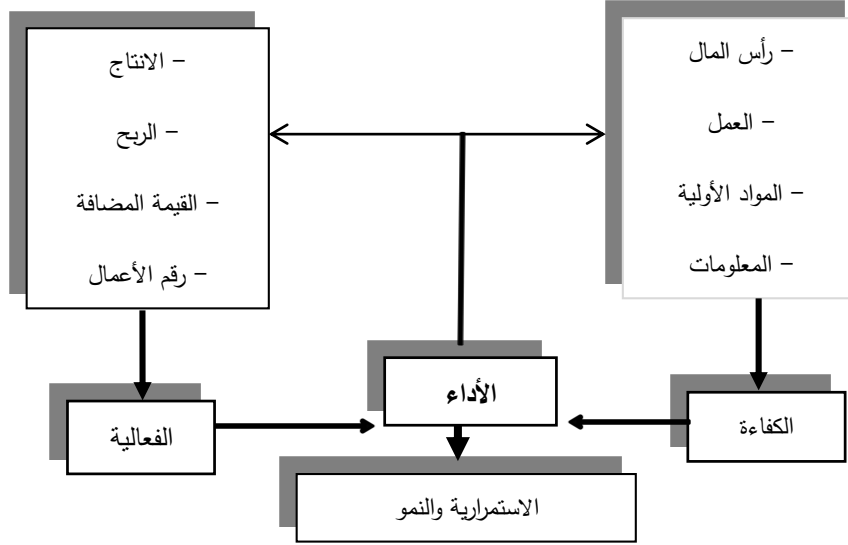 – رأس المال
– العمل
– المواد الأولية
– المعلومات
– الانتاج
– الربح
– القيمة المضافة
– رقم الأعمال
الأداء
الكفاءة
الفعالية
الاستمرارية والنمو